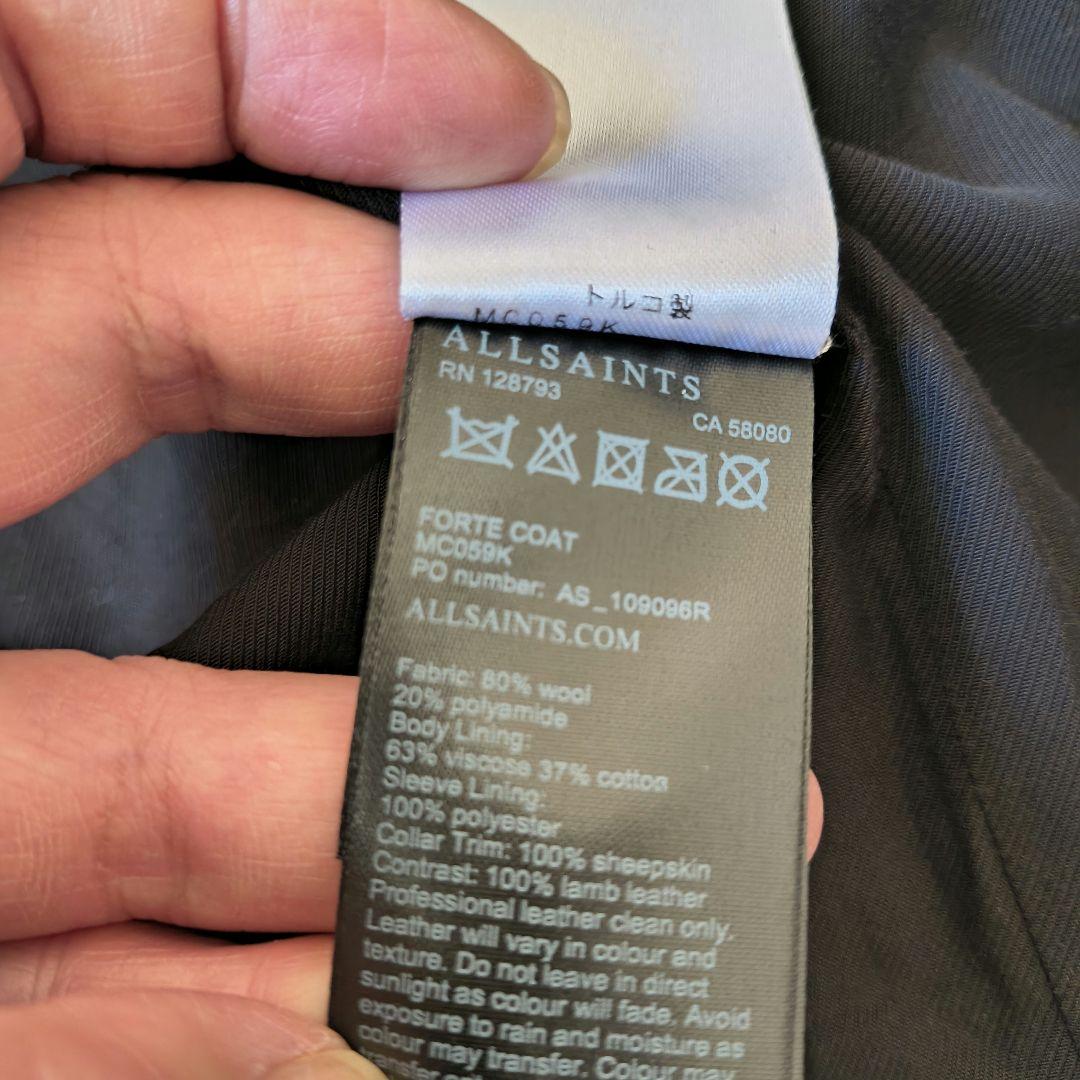 トルコ製
MC059K
ALLSAINTS
RN 128793
CA 58080
FORTE COAT
MC059K
PO number: AS_109096R
ALLSAINTS.COM
Fabric: 80% wool
20% polyamide
Body Lining:
63% viscose 37% cotton
Sleeve Lining:
100% polyester
Collar Trim: 100% sheepskin
Contrast: 100% lamb leather
Professional leather clean only.
Leather will vary in colour and
texture. Do not leave in direct
sunlight as colour will fade. Avoid
exposure to rain and moisture as
colour may transfer. Colour may